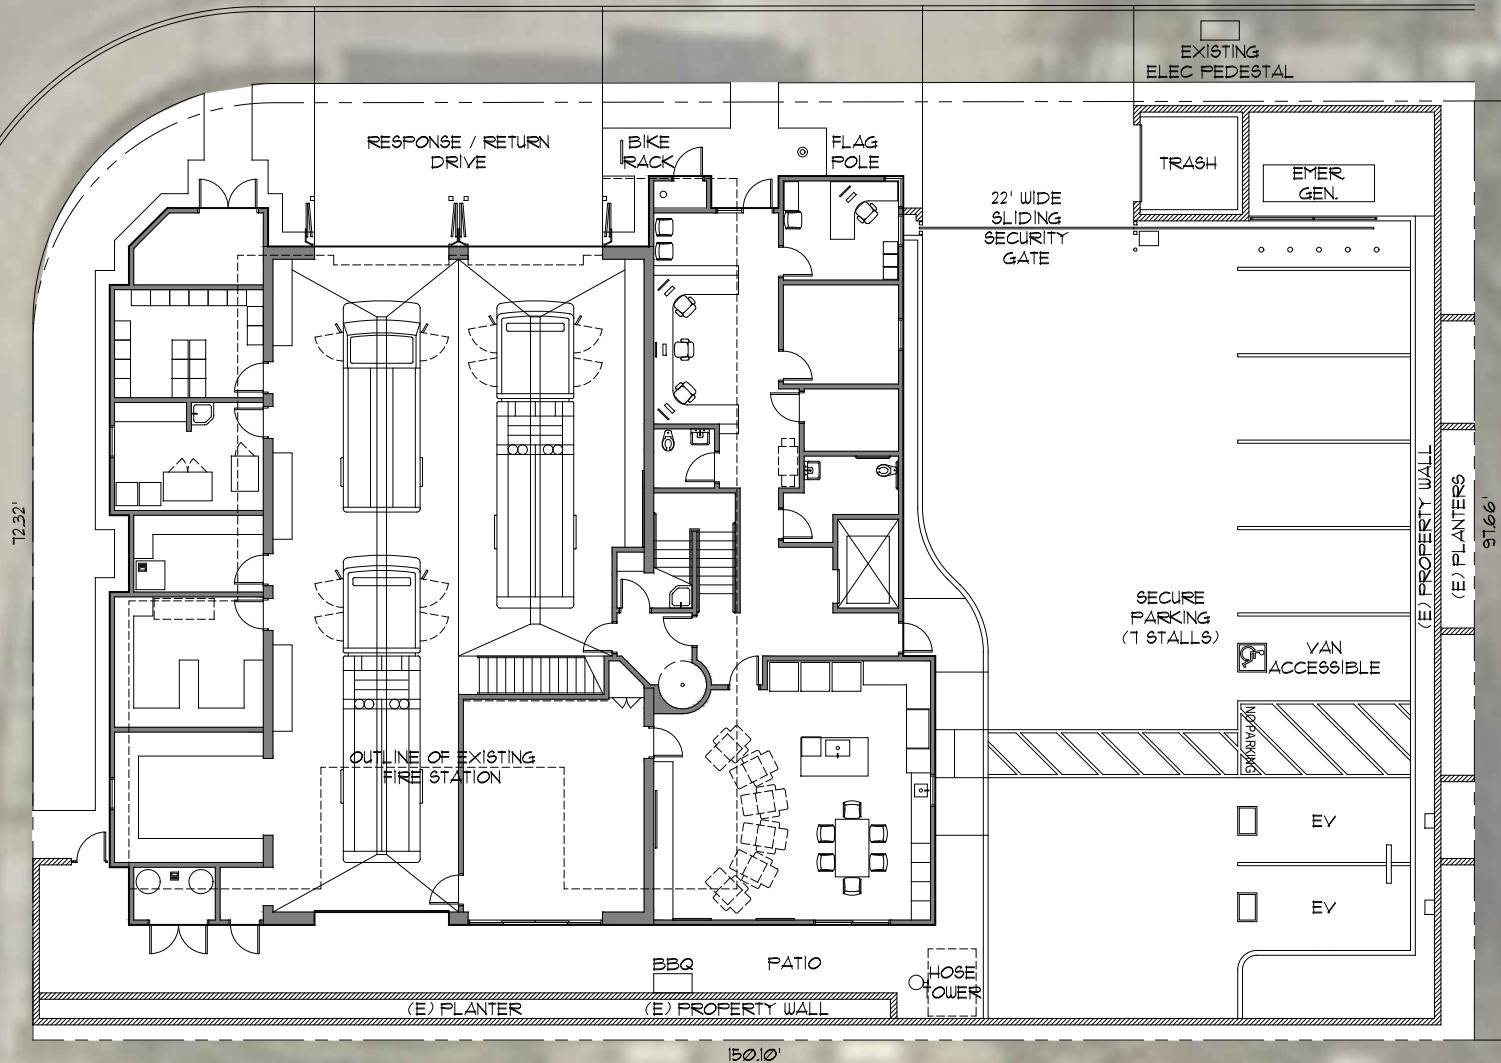 EXISTING
ELEC PEDESTAL
RESPONSE / RETURN
DRIVE
BIKE
RACK
FLAG
POLE
TRASH
EMER
GEN.
22' WIDE
SLIDING
SECURITY
GATE
72.32'
(E) PROPERTY WALL
(E) PLANTERS
97.66'
SECURE
PARKING
(7 STALLS)
VAN
ACCESSIBLE
NO PARKING
OUTLINE OF EXISTING
FIRE STATION
EV
EV
BBQ
PATIO
HOSE
TOWER
(E) PLANTER
(E) PROPERTY WALL
150.10'